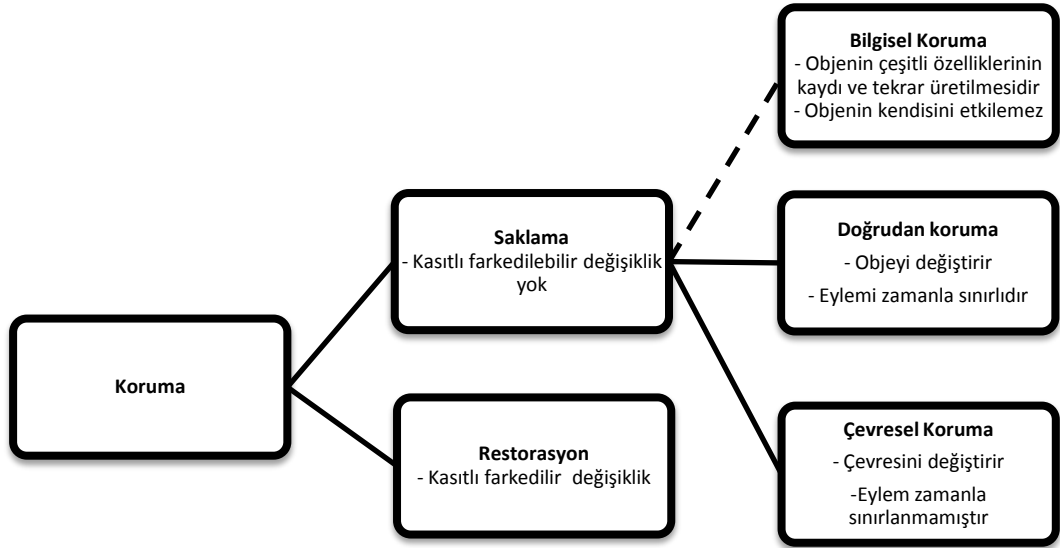 Bilgisel Koruma
- Objenin çeşitli özelliklerinin
kaydı ve tekrar üretilmesidir
- Objenin kendisini etkilemez
Saklama
- Kasıtlı farkedilebilir değişiklik
yok
Doğrudan koruma
- Objeyi değiştirir
- Eylemi zamanla sınırlıdır
Koruma
Restorasyon
- Kasıtlı farkedilir değişiklik
Çevresel Koruma
- Çevresini değiştirir
-Eylem zamanla
sınırlanmamıştır